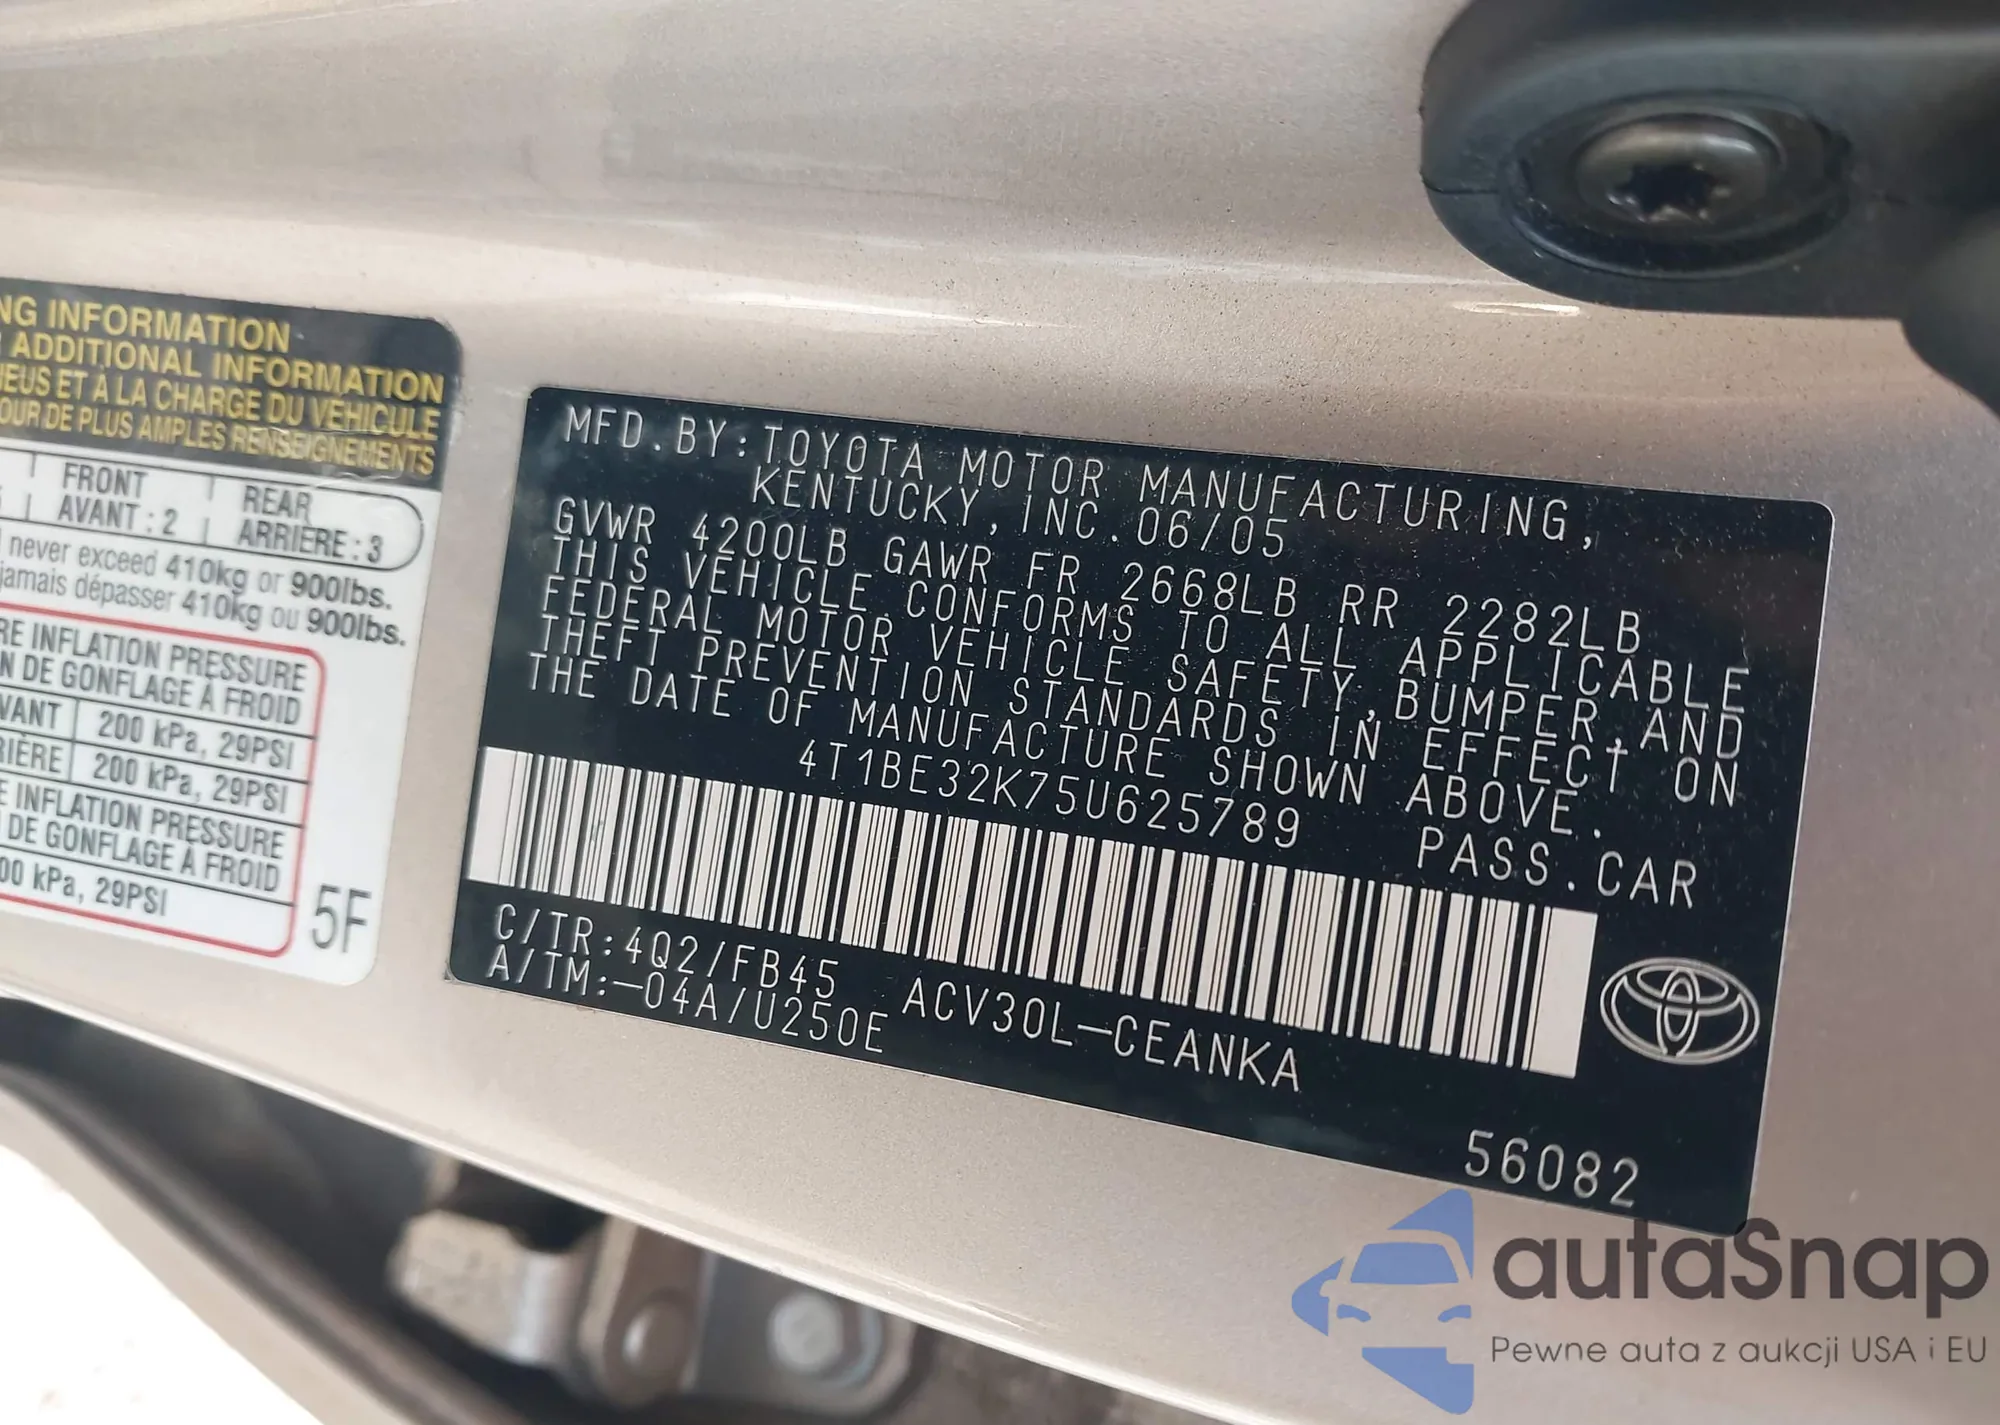 NG INFORMATION
ADDITIONAL INFORMATION
ET À LA CHARGE DU VÉHICULE
DE PLUS AMPLES RENSEIGNEMENTS
FRONT
AVANT : 2
REAR
ARRIÈRE : 3
never exceed 410kg or 900lbs.
jamais dépasser 410kg ou 900lbs.
RE INFLATION PRESSURE
N DE GONFLAGE À FROID
VANT 200 kPa, 29PSI
RIÈRE 200 kPa, 29PSI
E INFLATION PRESSURE
DE GONFLAGE À FROID
00 kPa, 29PSI
5F
MFD.BY:TOYOTA MOTOR MANUFACTURING,
KENTUCKY, INC. 06/05
GVWR 4200LB GAWR FR 2668LB RR 2282LB
THIS VEHICLE CONFORMS TO ALL APPLICABLE
FEDERAL MOTOR VEHICLE SAFETY,BUMPER,AND
THEFT PREVENTION STANDARDS IN EFFECT ON
THE DATE OF MANUFACTURE SHOWN ABOVE.
4T1BE32K75U625789 PASS.CAR
C/TR:4Q2/FB45 ACV30L-CEANKA
A/TM:-04A/U250E
56082
autaSnap
Pewne auta z aukcji USA i EU